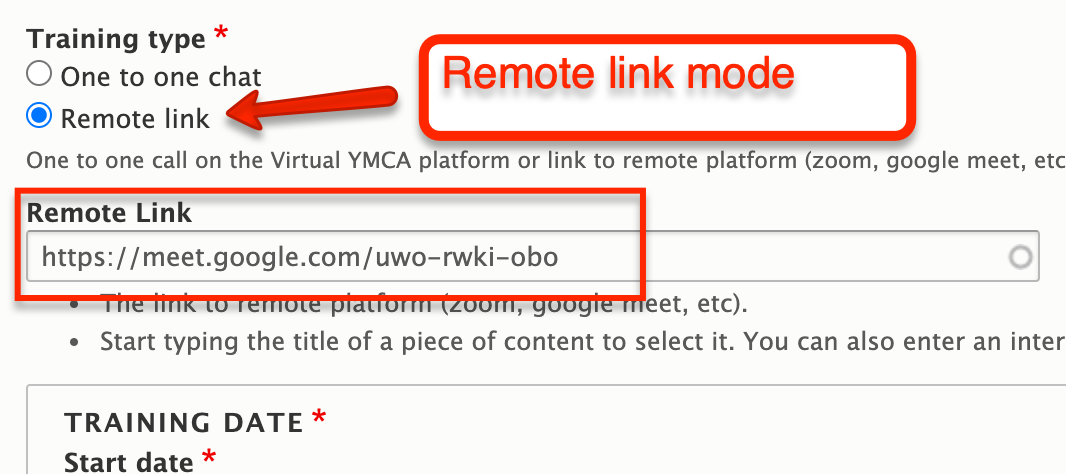 Training type *
One to one chat
Remote link
Remote link mode
One to one call on the Virtual YMCA platform or link to remote platform (zoom, google meet, etc
Remote Link
https://meet.google.com/uwo-rwki-obo
• The link to remote platform (zoom, google meet, etc).
• Start typing the title of a piece of content to select it. You can also enter an inter
TRAINING DATE *
Start date *